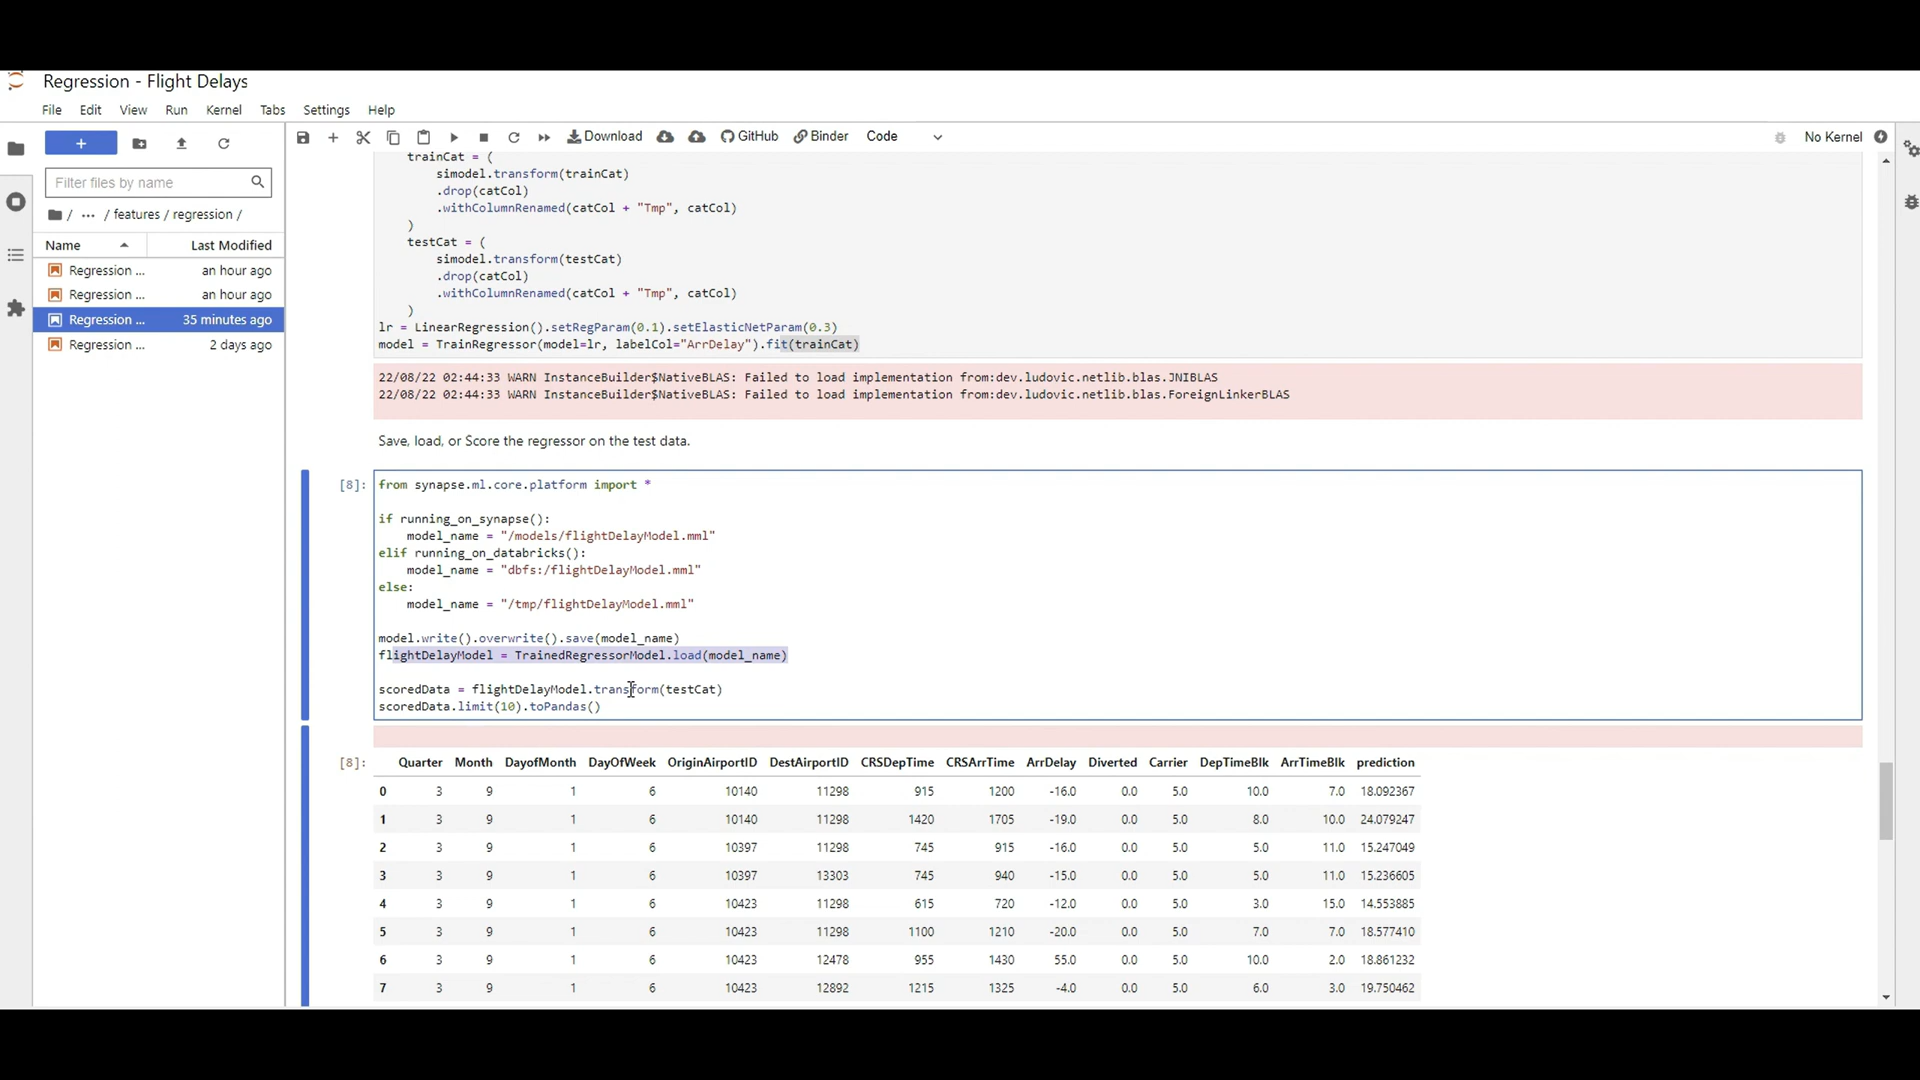 Regression - Flight Delays
File Edit View Run Kernel Tabs Settings Help
+
Download GitHub Binder Code No Kernel
Filter files by name
/ ... / features / regression /
Name Last Modified
Regression ... an hour ago
Regression ... an hour ago
Regression ... 35 minutes ago
Regression ... 2 days ago
trainCat = (
simodel.transform(trainCat)
.drop(catCol)
.withColumnRenamed(catCol + "Tmp", catCol)
)
testCat = (
simodel.transform(testCat)
.drop(catCol)
.withColumnRenamed(catCol + "Tmp", catCol)
)
lr = LinearRegression().setRegParam(0.1).setElasticNetParam(0.3)
model = TrainRegressor(model=lr, labelCol="ArrDelay").fit(trainCat)
22/08/22 02:44:33 WARN InstanceBuilder$NativeBLAS: Failed to load implementation from:dev.ludovic.netlib.blas.JNIBLAS
22/08/22 02:44:33 WARN InstanceBuilder$NativeBLAS: Failed to load implementation from:dev.ludovic.netlib.blas.ForeignLinkerBLAS
Save, load, or Score the regressor on the test data.
[8]: from synapse.ml.core.platform import *
if running_on_synapse():
model_name = "/models/flightDelayModel.mml"
elif running_on_databricks():
model_name = "dbfs:/flightDelayModel.mml"
else:
model_name = "/tmp/flightDelayModel.mml"
model.write().overwrite().save(model_name)
flightDelayModel = TrainedRegressorModel.load(model_name)
scoredData = flightDelayModel.transform(testCat)
scoredData.limit(10).toPandas()
[8]: Quarter Month DayofMonth DayOfWeek OriginAirportID DestAirportID CRSDepTime CRSArrTime ArrDelay Diverted Carrier DepTimeBlk ArrTimeBlk prediction
0 3 9 1 6 10140 11298 915 1200 -16.0 0.0 5.0 10.0 7.0 18.092367
1 3 9 1 6 10140 11298 1420 1705 -19.0 0.0 5.0 8.0 10.0 24.079247
2 3 9 1 6 10397 11298 745 915 -16.0 0.0 5.0 5.0 11.0 15.247049
3 3 9 1 6 10397 13303 745 940 -15.0 0.0 5.0 5.0 11.0 15.236605
4 3 9 1 6 10423 11298 615 720 -12.0 0.0 5.0 3.0 15.0 14.553885
5 3 9 1 6 10423 11298 1100 1210 -20.0 0.0 5.0 7.0 7.0 18.577410
6 3 9 1 6 10423 12478 955 1430 55.0 0.0 5.0 10.0 2.0 18.861232
7 3 9 1 6 10423 12892 1215 1325 -4.0 0.0 5.0 6.0 3.0 19.750462